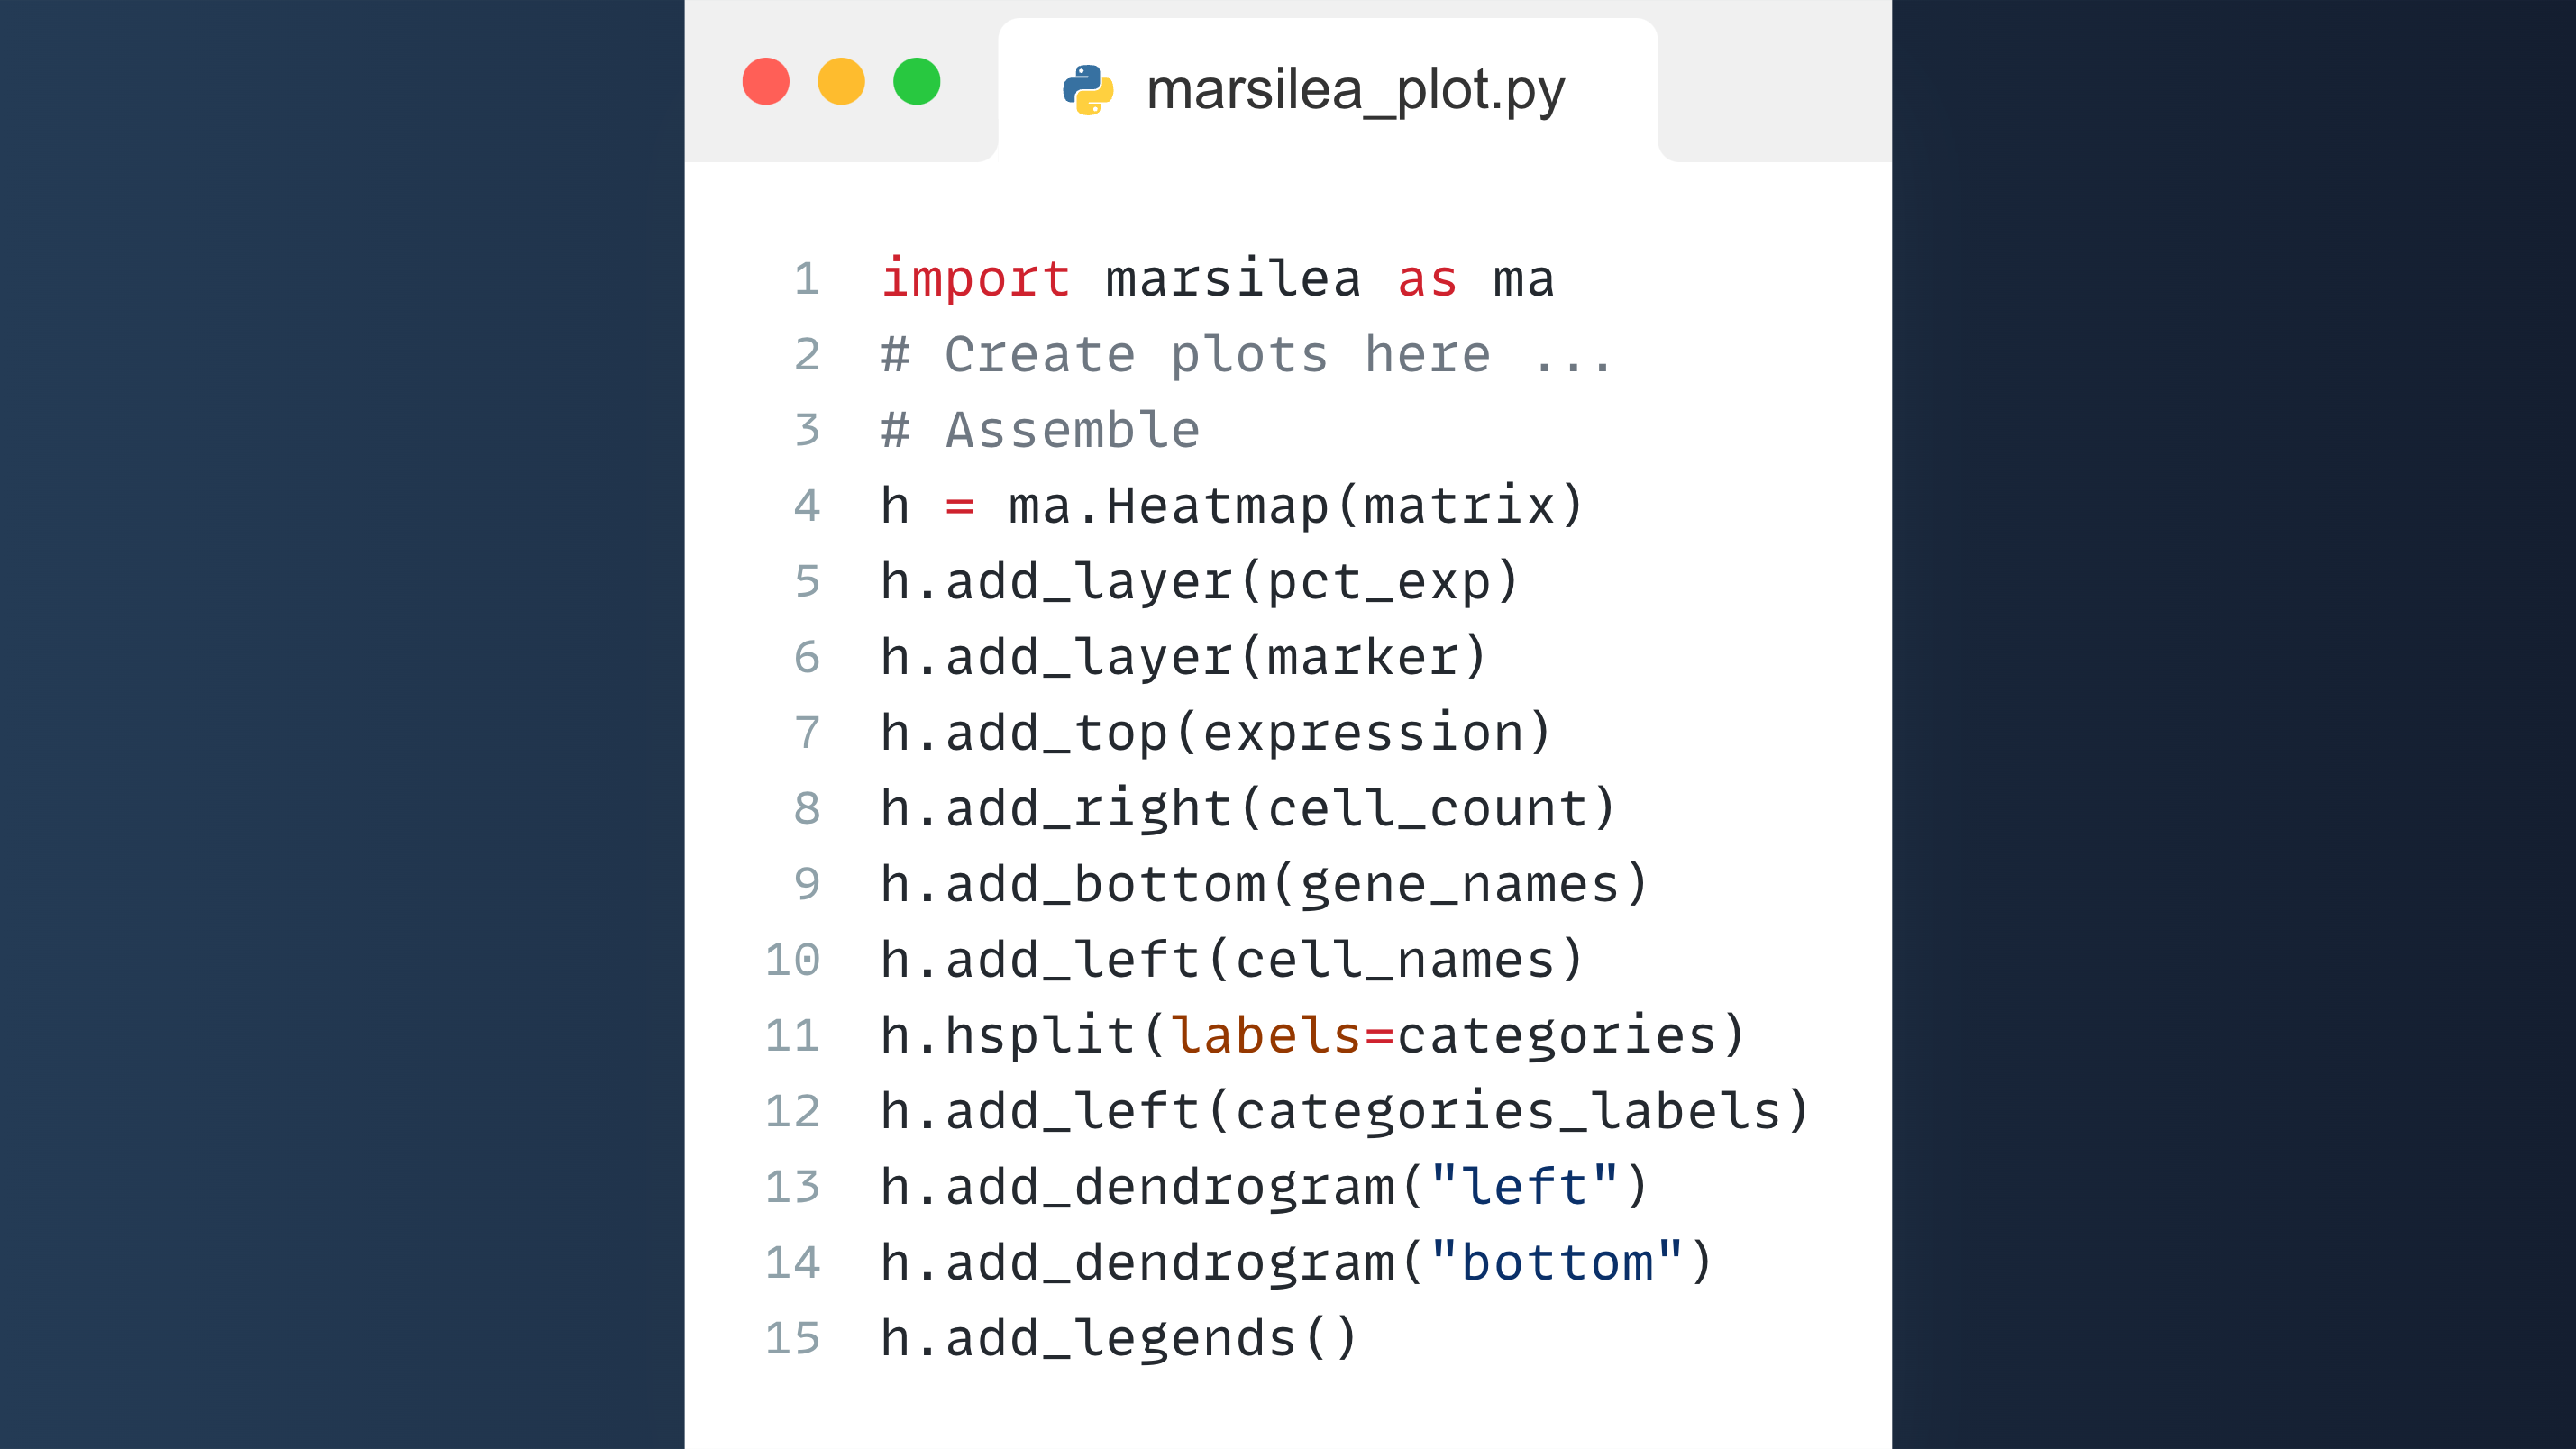 marsilea_plot.py
1 import marsilea as ma
2 # Create plots here ...
3 # Assemble
4 h = ma.Heatmap(matrix)
5 h.add_layer(pct_exp)
6 h.add_layer(marker)
7 h.add_top(expression)
8 h.add_right(cell_count)
9 h.add_bottom(gene_names)
10 h.add_left(cell_names)
11 h.hsplit(labels=categories)
12 h.add_left(categories_labels)
13 h.add_dendrogram("left")
14 h.add_dendrogram("bottom")
15 h.add_legends()